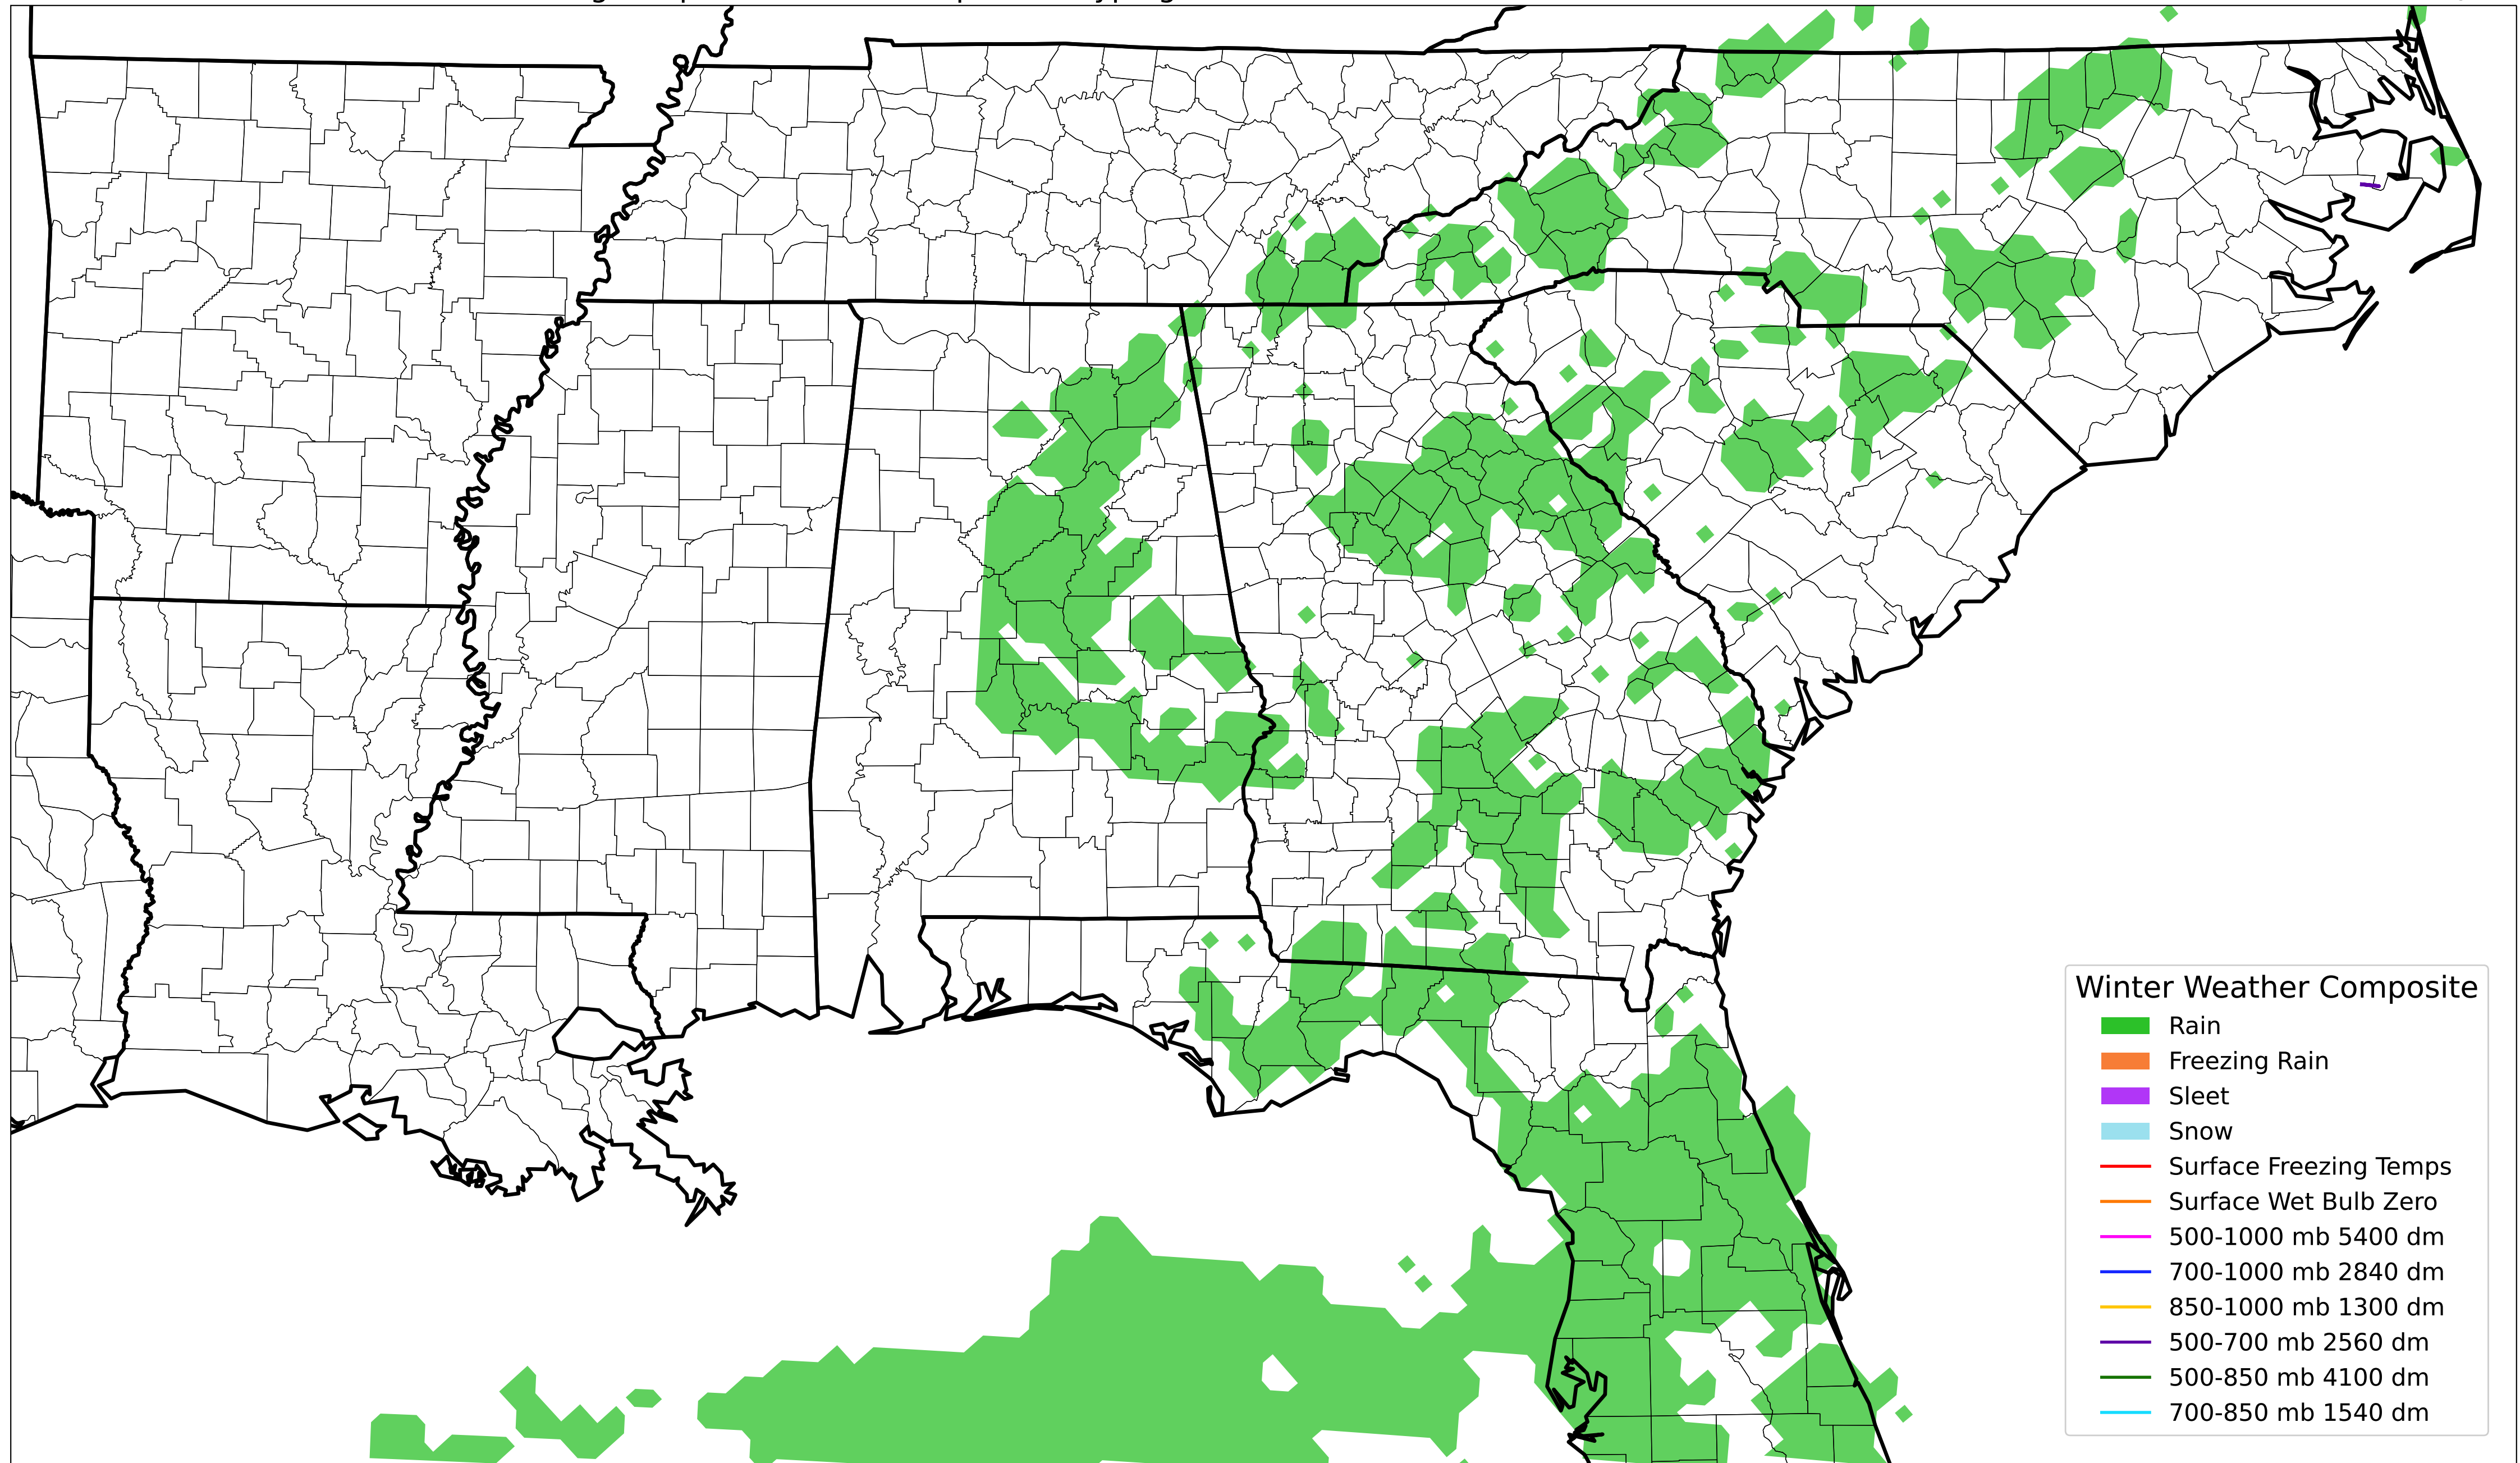 Winter Weather Composite
Rain
Freezing Rain
Sleet
Snow
Surface Freezing Temps
Surface Wet Bulb Zero
500-1000 mb 5400 dm
700-1000 mb 2840 dm
850-1000 mb 1300 dm
500-700 mb 2560 dm
500-850 mb 4100 dm
700-850 mb 1540 dm